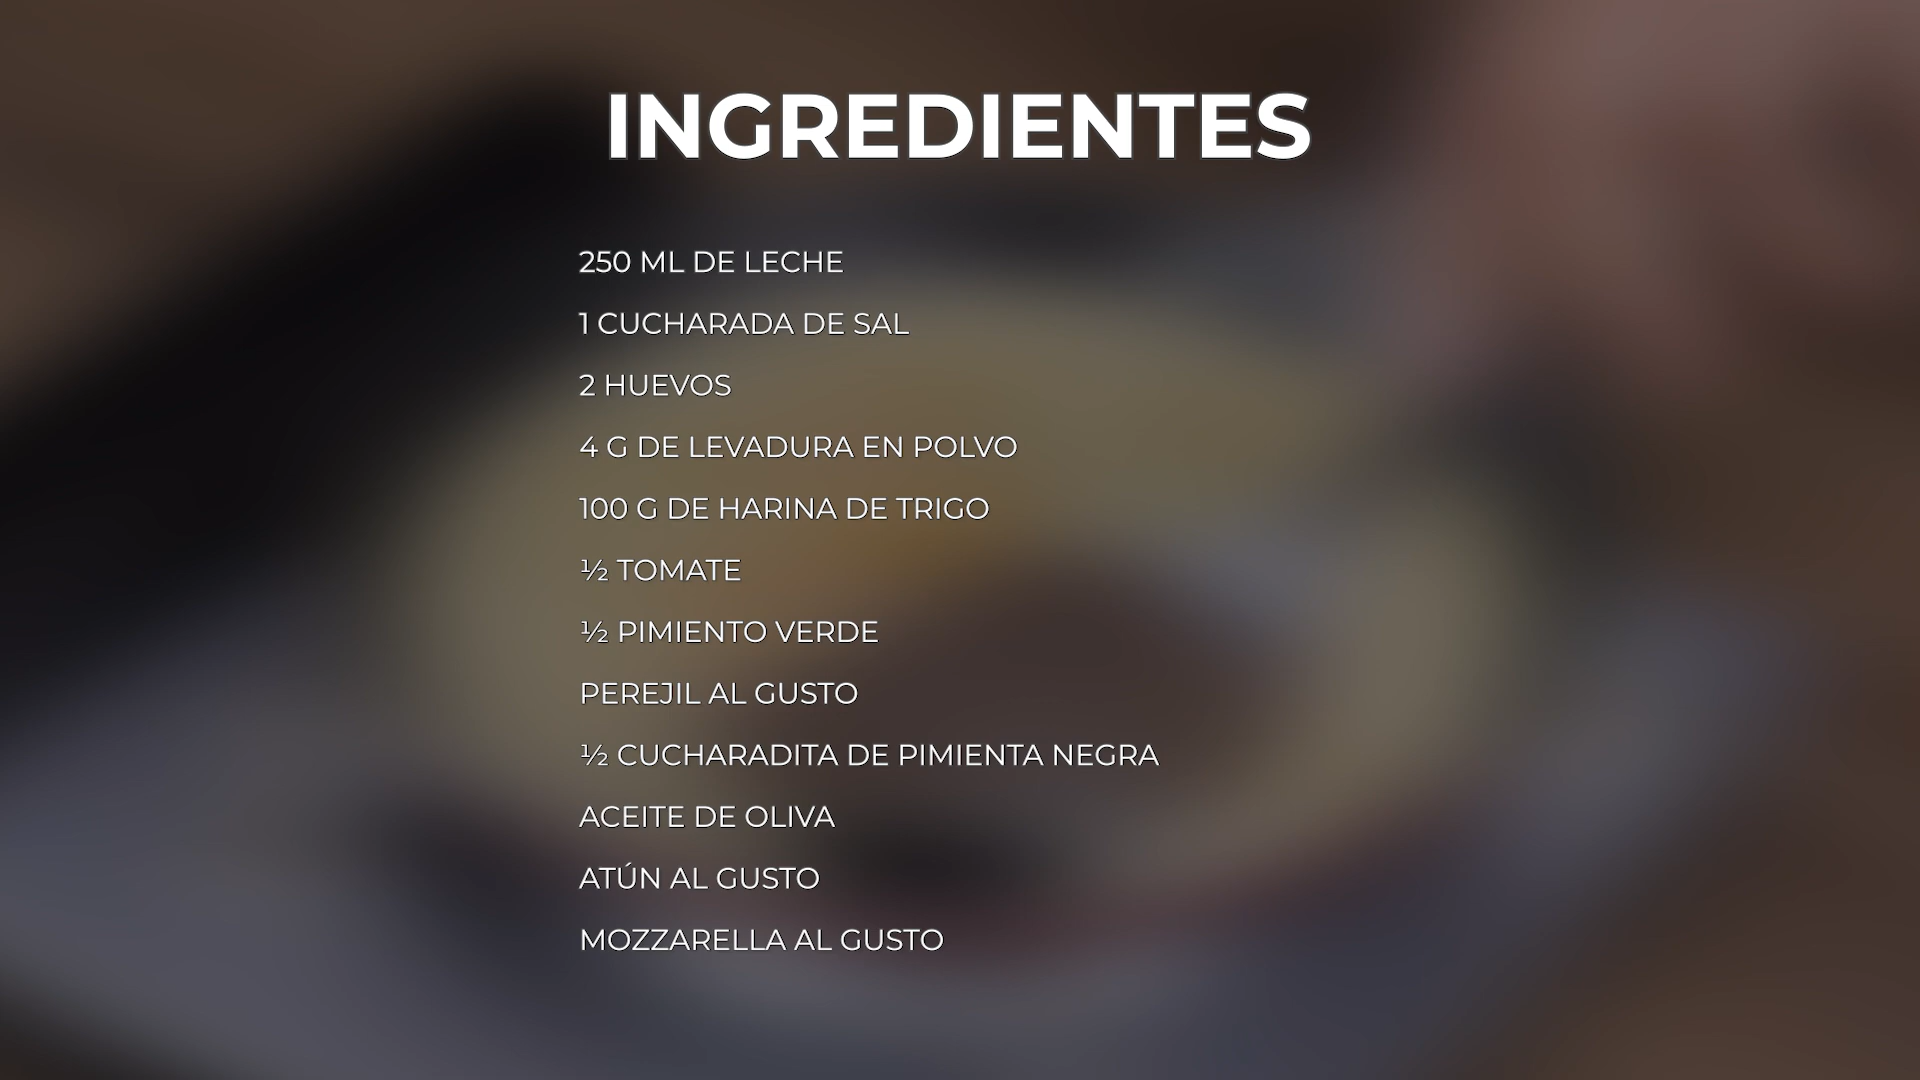 INGREDIENTES
250 ML DE LECHE
1 CUCHARADA DE SAL
2 HUEVOS
4 G DE LEVADURA EN POLVO
100 G DE HARINA DE TRIGO
½ TOMATE
½ PIMIENTO VERDE
PEREJIL AL GUSTO
½ CUCHARADITA DE PIMIENTA NEGRA
ACEITE DE OLIVA
ATÚN AL GUSTO
MOZZARELLA AL GUSTO